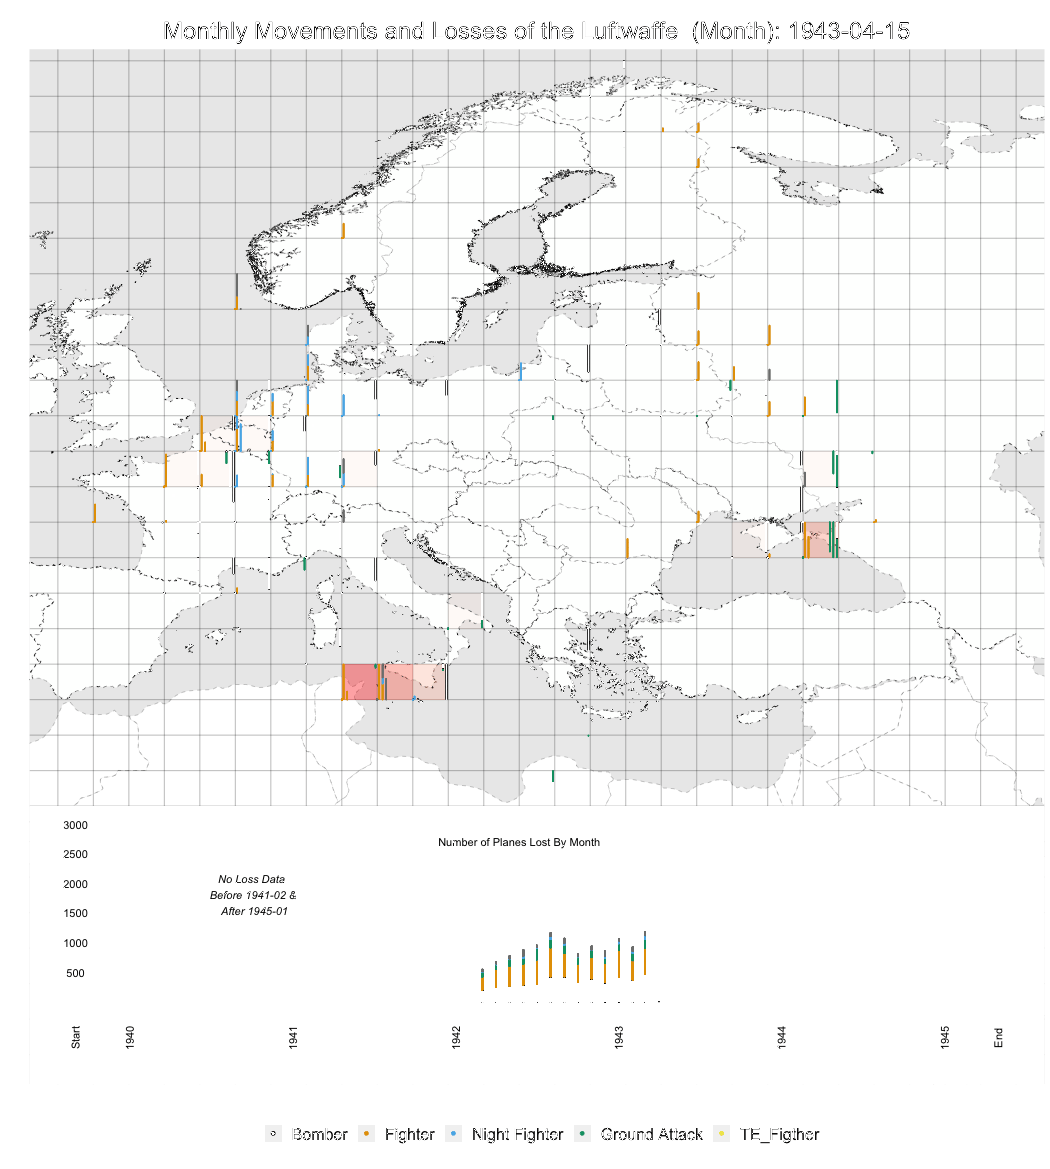 Monthly Movements and Losses of the Luftwaffe (Month): 1943-04-15
3000
Number of Planes Lost By Month
2500
2000
1500
1000
500
No Loss Data
Before 1941-02 &
After 1945-01
Start
1940
1941
1942
1943
1944
1945
End
Bomber
Fighter
Night Fighter
Ground Attack
TE_Figther